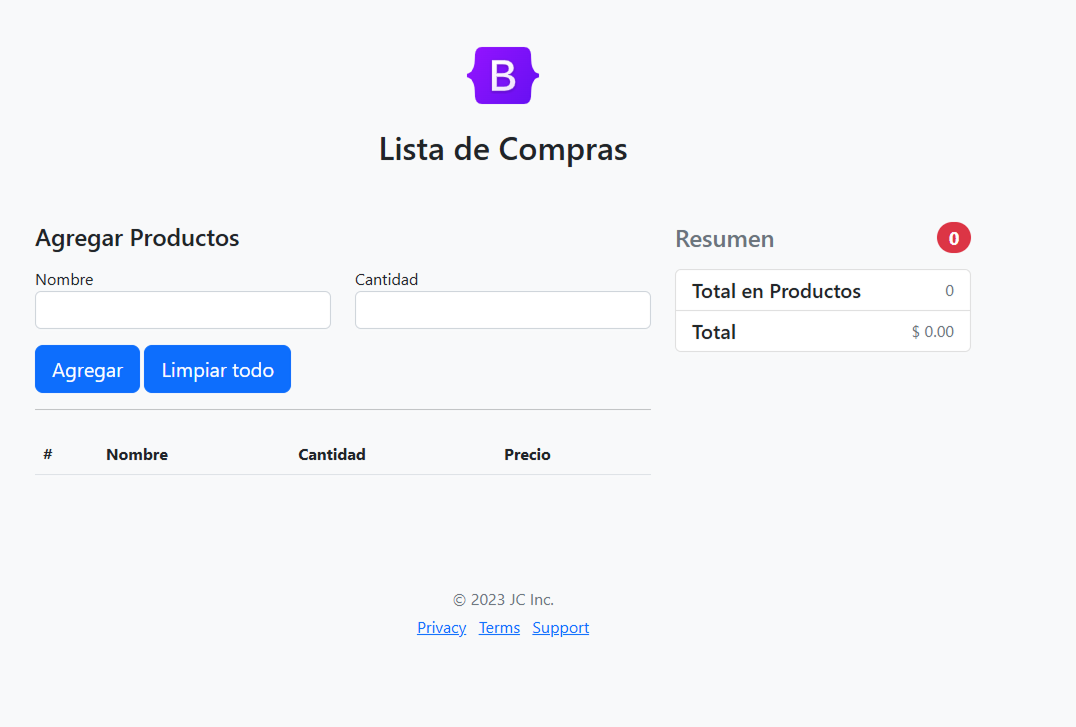 B
Lista de Compras
Agregar Productos
Nombre Cantidad
Agregar Limpiar todo
# Nombre Cantidad Precio
Resumen 0
Total en Productos 0
Total $ 0.00
© 2023 JC Inc.
Privacy Terms Support